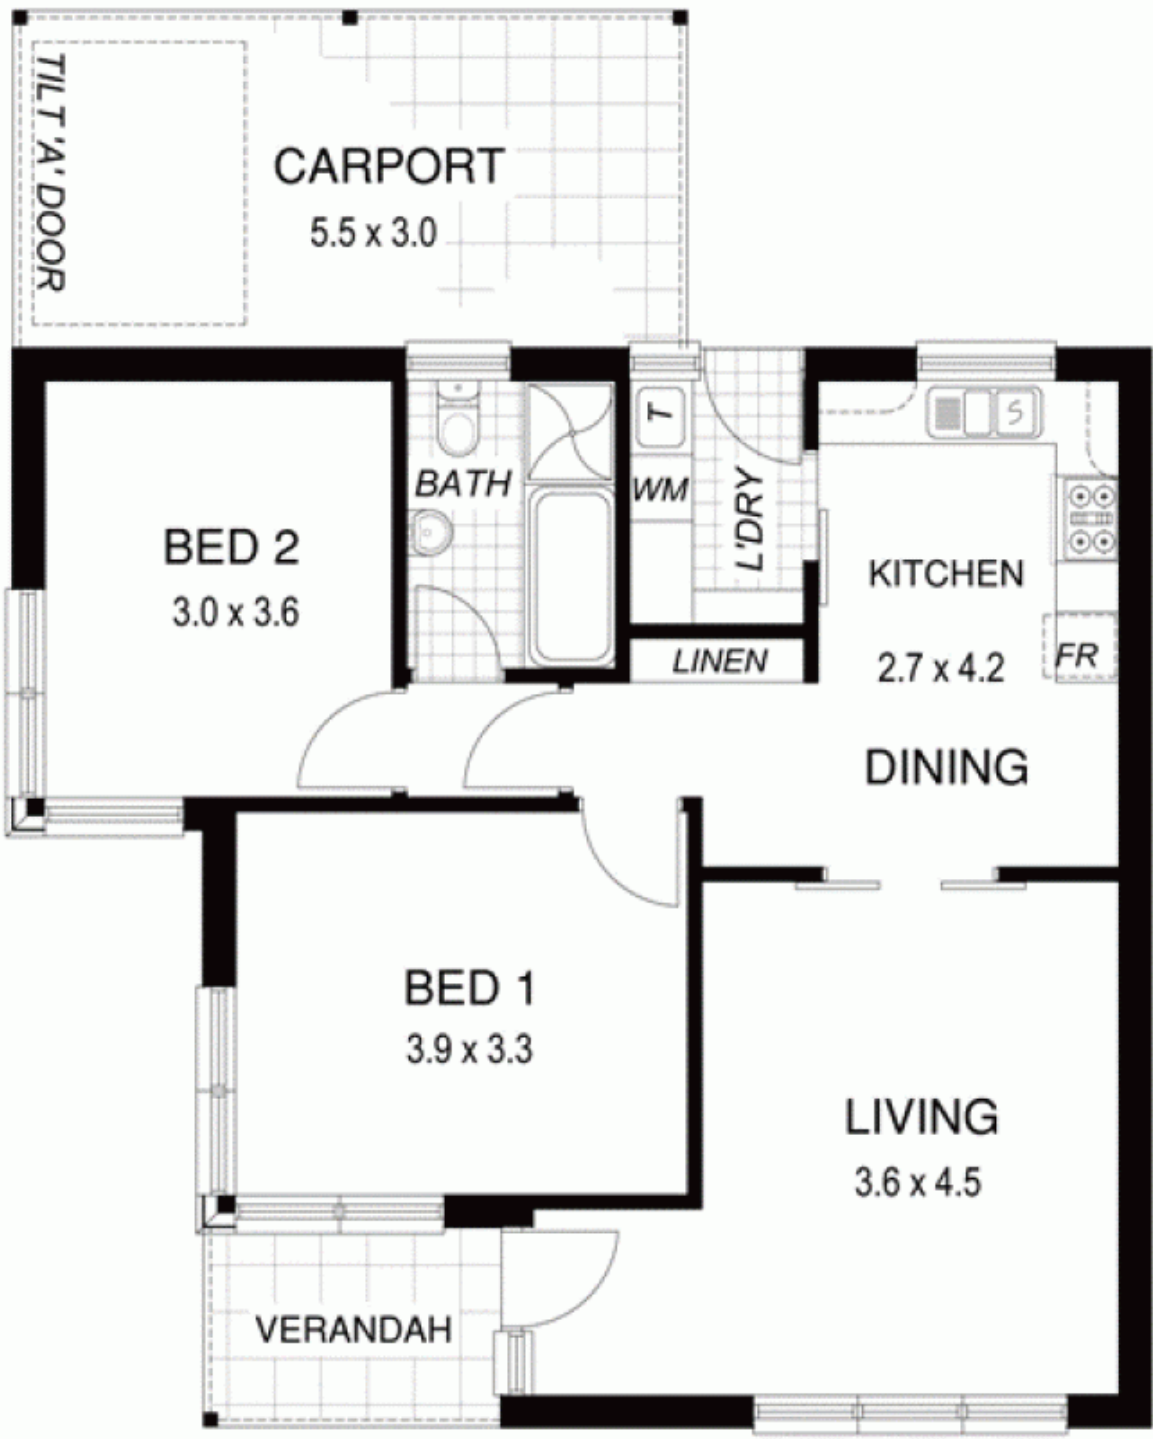 TILT 'A' DOOR
CARPORT
5.5 x 3.0
BED 2
3.0 x 3.6
BATH
T
WM
L'DRY
S
KITCHEN
2.7 x 4.2
FR
LINEN
DINING
BED 1
3.9 x 3.3
LIVING
3.6 x 4.5
VERANDAH